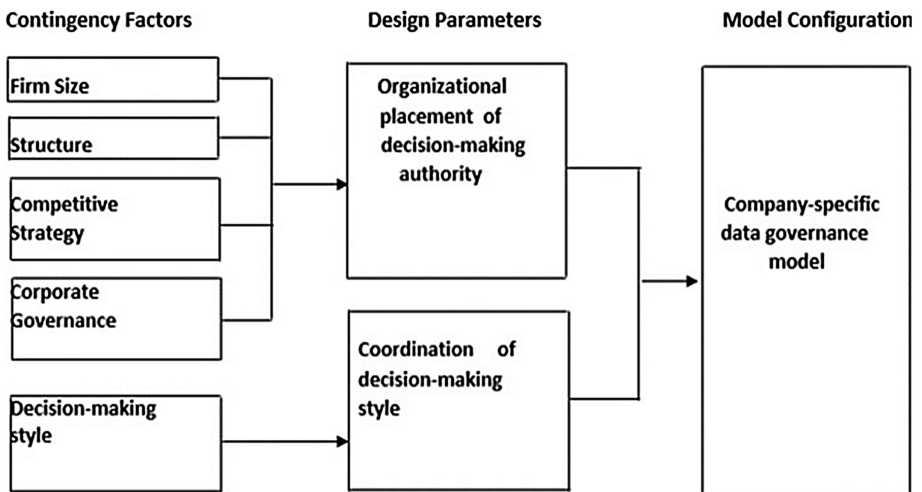 Contingency Factors
Design Parameters
Model Configuration
Firm Size
Structure
Competitive
Strategy
Corporate
Governance
Decision-making
style
Organizational
placement of
decision-making
authority
Coordination of
decision-making
style
Company-specific
data governance
model